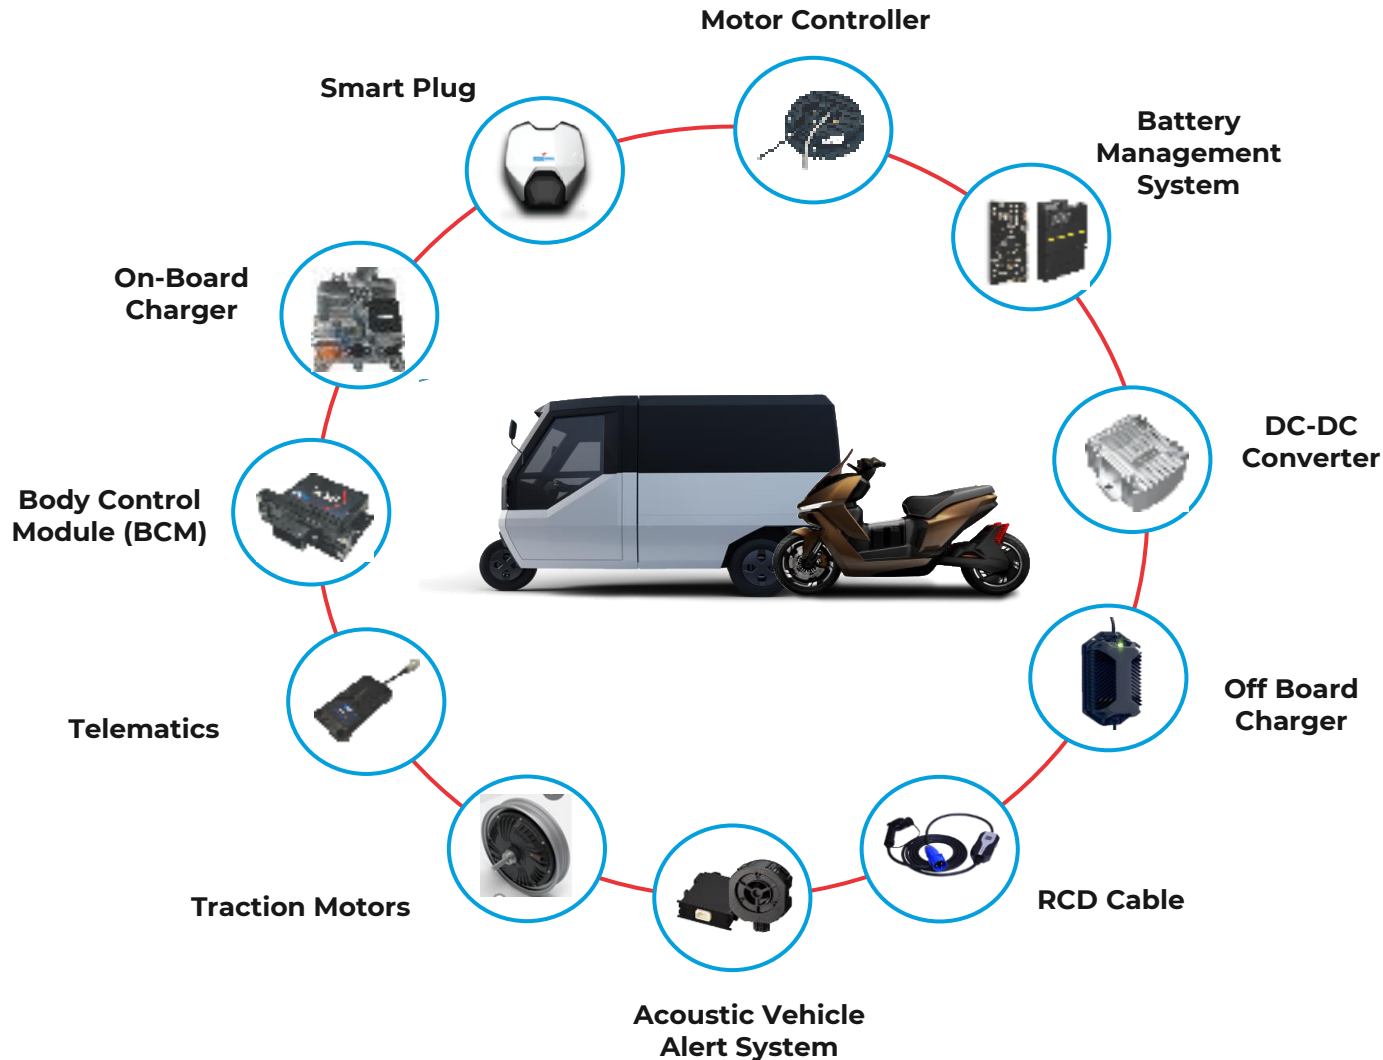 Motor Controller
Smart Plug
Battery
Management
System
On-Board
Charger
DC-DC
Converter
Body Control
Module (BCM)
Off Board
Charger
Telematics
RCD Cable
Traction Motors
Acoustic Vehicle
Alert System